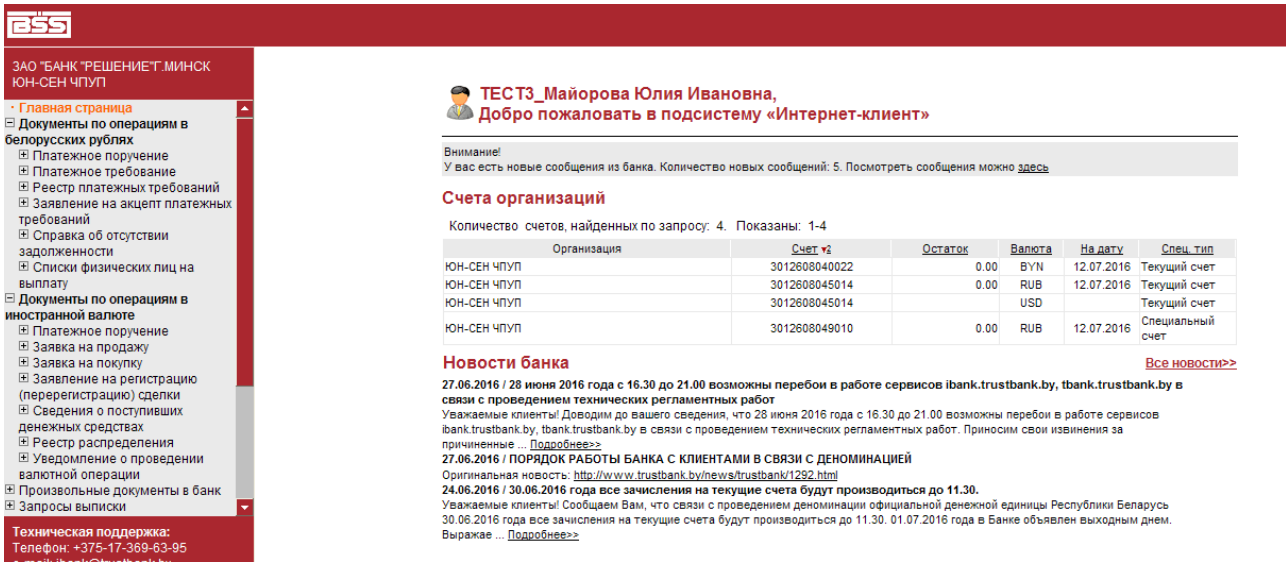 BSS
ЗАО "БАНК "РЕШЕНИЕ"Г.МИНСК
ЮН-СЕН ЧПУП
Главная страница
Документы по операциям в
белорусских рублях
Платежное поручение
Платежное требование
Реестр платежных требований
Заявление на акцепт платежных
требований
Справка об отсутствии
задолженности
Списки физических лиц на
выплату
Документы по операциям в
иностранной валюте
Платежное поручение
Заявка на продажу
Заявка на покупку
Заявление на регистрацию
(перерегистрацию) сделки
Сведения о поступивших
денежных средствах
Реестр распределения
Уведомление о проведении
валютной операции
Произвольные документы в банк
Запросы выписки
Техническая поддержка:
Телефон: +375-17-369-63-95
ТЕСТ3_Майорова Юлия Ивановна,
Добро пожаловать в подсистему «Интернет-клиент»
Внимание!
У вас есть новые сообщения из банка. Количество новых сообщений: 5. Посмотреть сообщения можно здесь
Счета организаций
Количество счетов, найденных по запросу: 4. Показаны: 1-4
Организация Счет ▾2 Остаток Валюта На дату Спец. тип
ЮН-СЕН ЧПУП 3012608040022 0.00 BYN 12.07.2016 Текущий счет
ЮН-СЕН ЧПУП 3012608045014 0.00 RUB 12.07.2016 Текущий счет
ЮН-СЕН ЧПУП 3012608045014 USD Текущий счет
ЮН-СЕН ЧПУП 3012608049010 0.00 RUB 12.07.2016 Специальный
счет
Новости банка Все новости>>
27.06.2016 / 28 июня 2016 года с 16.30 до 21.00 возможны перебои в работе сервисов ibank.trustbank.by, tbank.trustbank.by в
связи с проведением технических регламентных работ
Уважаемые клиенты! Доводим до вашего сведения, что 28 июня 2016 года с 16.30 до 21.00 возможны перебои в работе сервисов
ibank.trustbank.by, tbank.trustbank.by в связи с проведением технических регламентных работ. Приносим свои извинения за
причиненные ... Подробнее>>
27.06.2016 / ПОРЯДОК РАБОТЫ БАНКА С КЛИЕНТАМИ В СВЯЗИ С ДЕНОМИНАЦИЕЙ
Оригинальная новость: http://www.trustbank.by/news/trustbank/1292.html
24.06.2016 / 30.06.2016 года все зачисления на текущие счета будут производиться до 11.30.
Уважаемые клиенты! Сообщаем Вам, что связи с проведением деноминации официальной денежной единицы Республики Беларусь
30.06.2016 года все зачисления на текущие счета будут производиться до 11.30. 01.07.2016 года в Банке объявлен выходным днем.
Выражае ... Подробнее>>